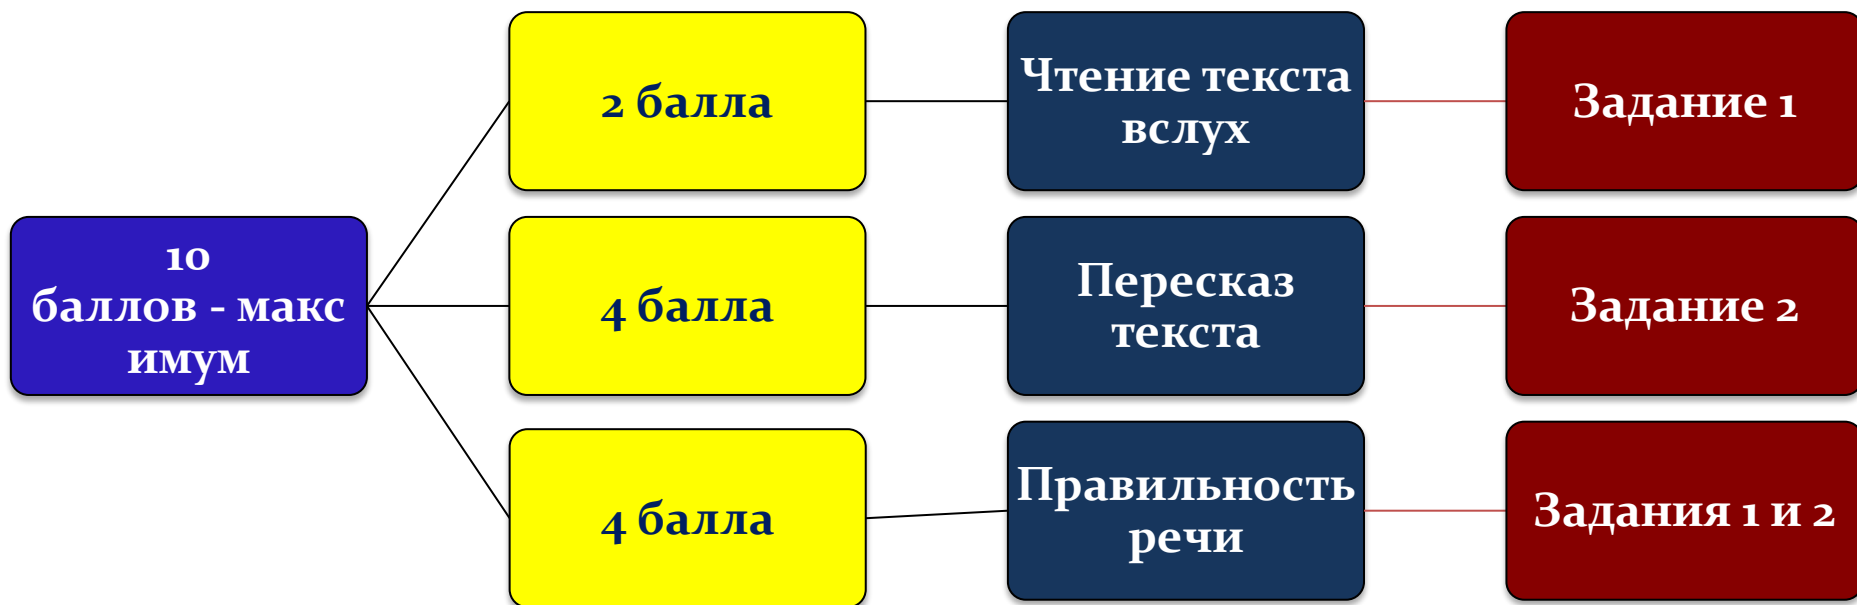 2 балла
Чтение текста
вслух
Задание 1
10
баллов - макс
имум
4 балла
Пересказ
текста
Задание 2
4 балла
Правильность
речи
Задания 1 и 2